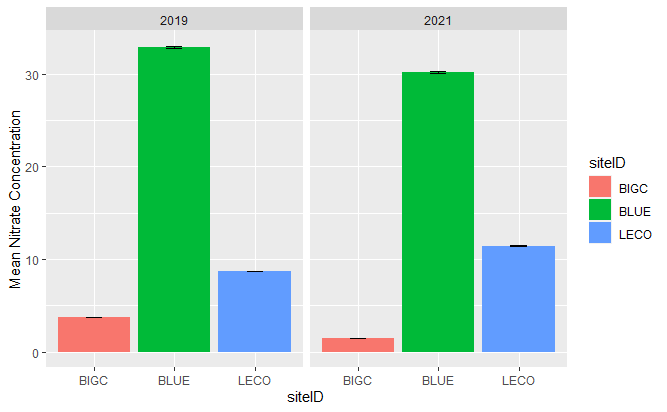 2019 2021
Mean Nitrate Concentration
30
20
10
0
BIGC BLUE LECO BIGC BLUE LECO
siteID
siteID
BIGC
BLUE
LECO